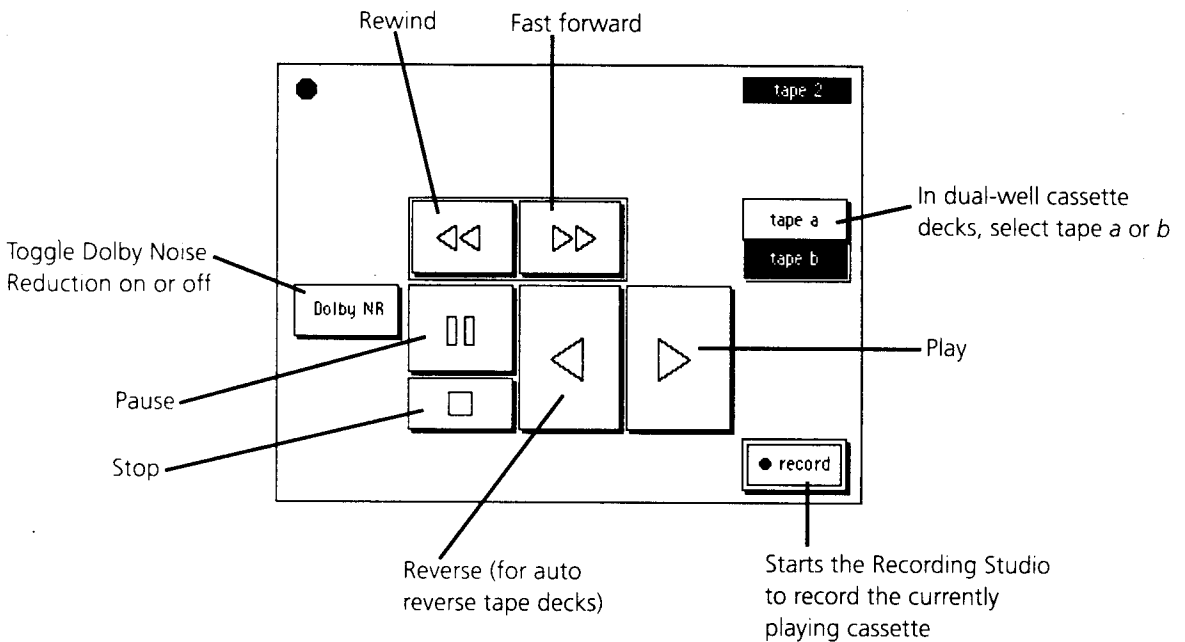 Rewind
Fast forward
tape 2
In dual-well cassette
decks, select tape a or b
tape a
tape b
Toggle Dolby Noise
Reduction on or off
Dolby NR
Play
Pause
Stop
record
Reverse (for auto
reverse tape decks)
Starts the Recording Studio
to record the currently
playing cassette